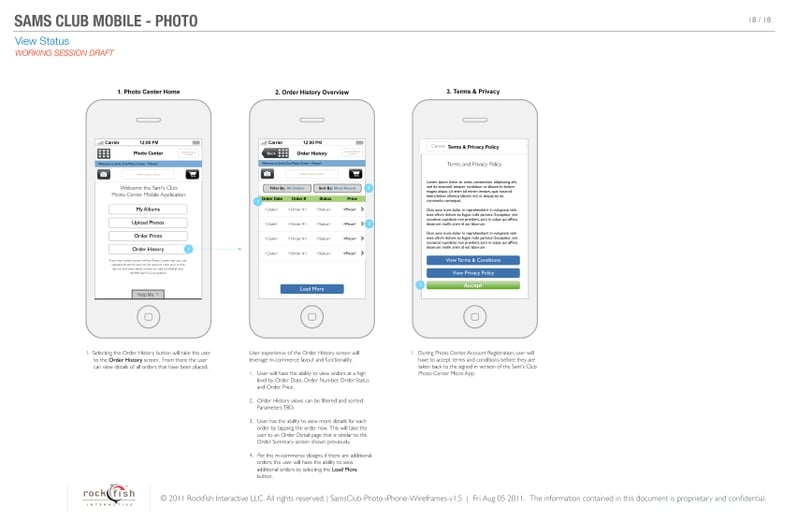 SAMS CLUB MOBILE - PHOTO
18 / 18
View Status
WORKING SESSION DRAFT
1. Photo Center Home
2. Order History Overview
3. Terms & Privacy
Carrier 12:00 PM
Photo Center
Welcome the Sam's Club
Photo Center Mobile Application
My Albums
Upload Photos
Order Prints
Order History
Help Me ?
Carrier 12:00 PM
Back Order History
Filter By: All Orders Sort By: Most Recent
Order Date Order # Status Price
<Date> <Order #> <Status> <Price>
<Date> <Order #> <Status> <Price>
<Date> <Order #> <Status> <Price>
<Date> <Order #> <Status> <Price>
Load More
Cancel Terms & Privacy Policy
Terms and Privacy Policy
View Terms & Conditions
View Privacy Policy
Accept
1. Selecting the Order History button will take the user
to the Order History screen. From there the user
can view details of all orders that have been placed.
User experience of the Order History screen will
leverage m-commerce layout and functionality.
1. User will have the ability to view orders at a high
level by Order Date, Order Number, Order Status
and Order Price.
2. Order History views can be filtered and sorted.
Parameters TBD.
3. User has the ability to view more details for each
order by tapping the order row. This will take the
user to an Order Detail page that is similar to the
Order Summary screen shown previously.
4. Per the m-commerce designs, if there are additional
orders, the user will have the ability to view
additional orders by selecting the Load More
button.
1. During Photo Center Account Registration, user will
have to accept terms and conditions before they are
taken back to the signed in version of the Sam's Club
Photo Center Micro App.
rockfish
INTERACTIVE
© 2011 Rockfish Interactive LLC. All rights reserved. | SamsClub-Photo-iPhone-Wireframes-v1.5 | Fri Aug 05 2011. The information contained in this document is proprietary and confidential.